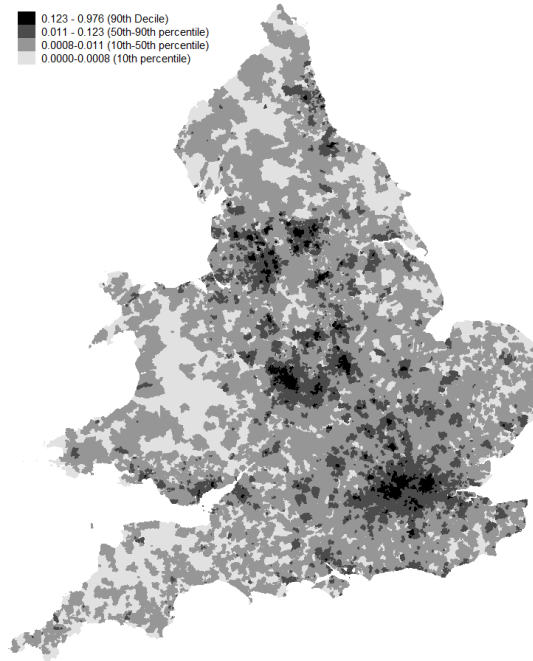 0.123 - 0.976 (90th Decile)
0.011 - 0.123 (50th-90th percentile)
0.0008-0.011 (10th-50th percentile)
0.0000-0.0008 (10th percentile)